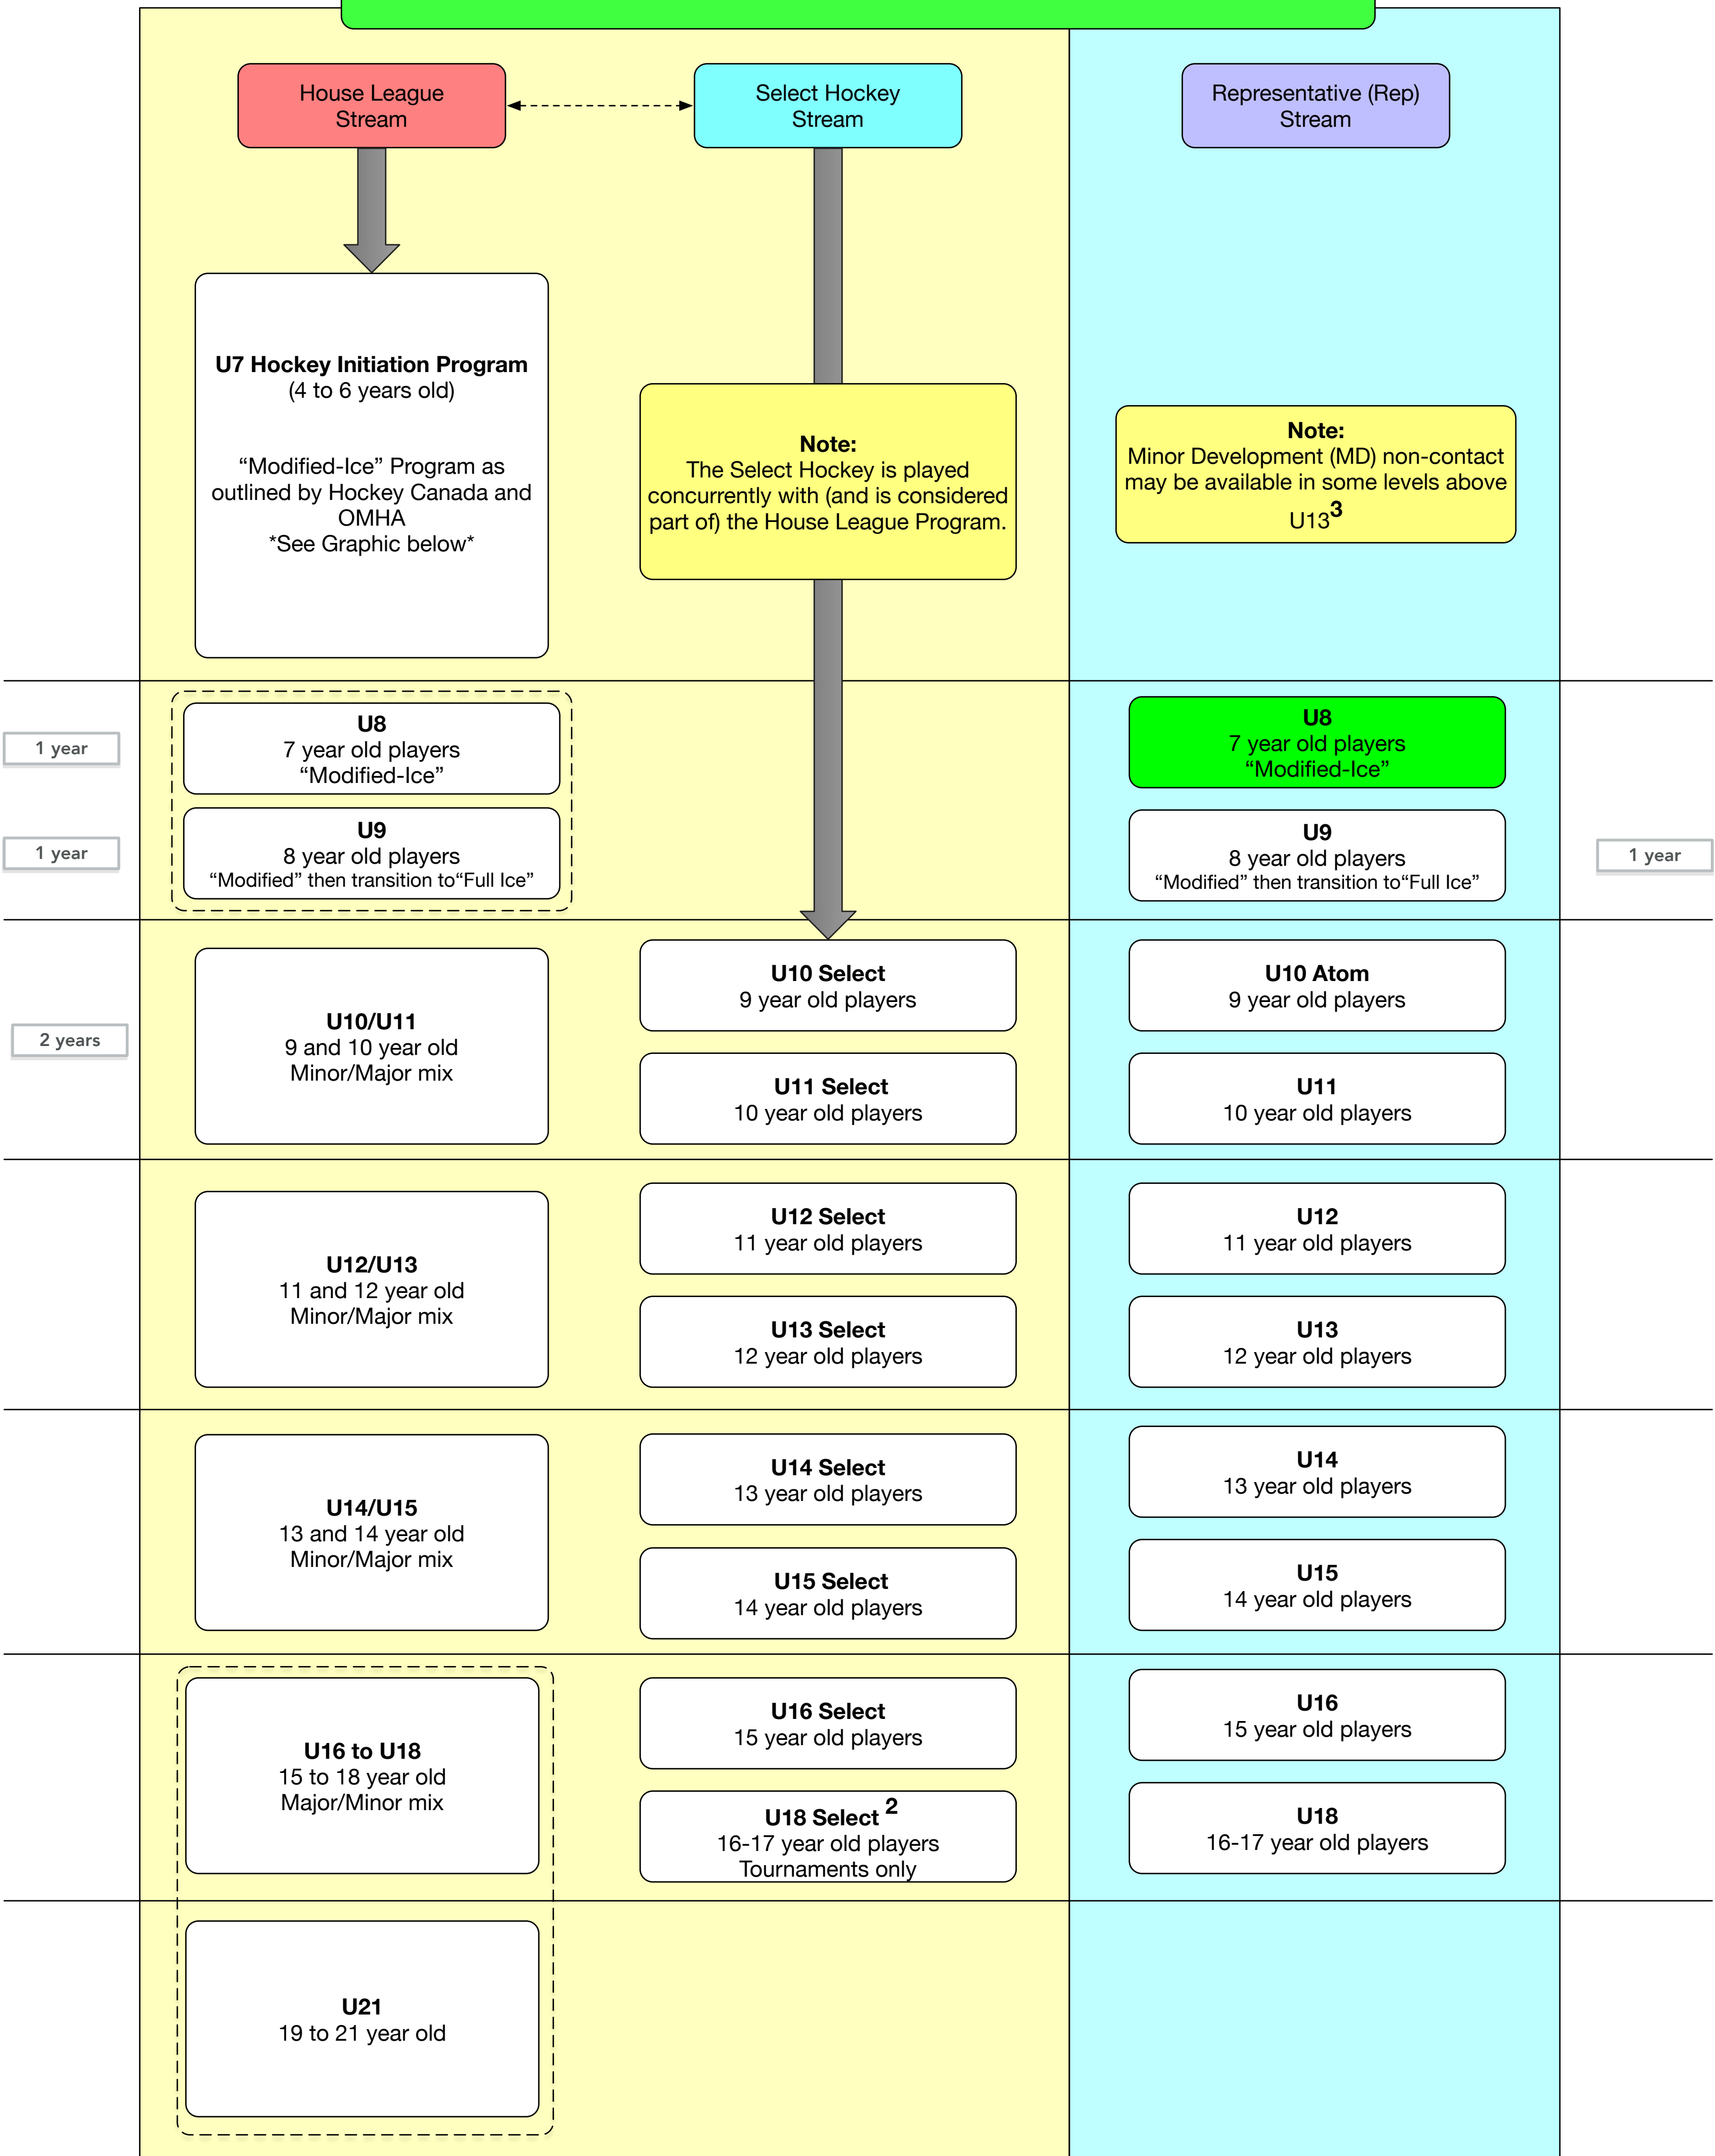 House League
Stream
Select Hockey
Stream
Representative (Rep)
Stream
U7 Hockey Initiation Program
(4 to 6 years old)
“Modified-Ice” Program as
outlined by Hockey Canada and
OMHA
*See Graphic below*
Note:
The Select Hockey is played
concurrently with (and is considered
part of) the House League Program.
Note:
Minor Development (MD) non-contact
may be available in some levels above
U13³
1 year
U8
7 year old players
“Modified-Ice”
U8
7 year old players
“Modified-Ice”
1 year
U9
8 year old players
“Modified” then transition to“Full Ice”
U9
8 year old players
“Modified” then transition to“Full Ice”
1 year
2 years
U10/U11
9 and 10 year old
Minor/Major mix
U10 Select
9 year old players
U10 Atom
9 year old players
U11 Select
10 year old players
U11
10 year old players
U12/U13
11 and 12 year old
Minor/Major mix
U12 Select
11 year old players
U12
11 year old players
U13 Select
12 year old players
U13
12 year old players
U14/U15
13 and 14 year old
Minor/Major mix
U14 Select
13 year old players
U14
13 year old players
U15 Select
14 year old players
U15
14 year old players
U16 to U18
15 to 18 year old
Major/Minor mix
U16 Select
15 year old players
U16
15 year old players
U18 Select ²
16-17 year old players
Tournaments only
U18
16-17 year old players
U21
19 to 21 year old